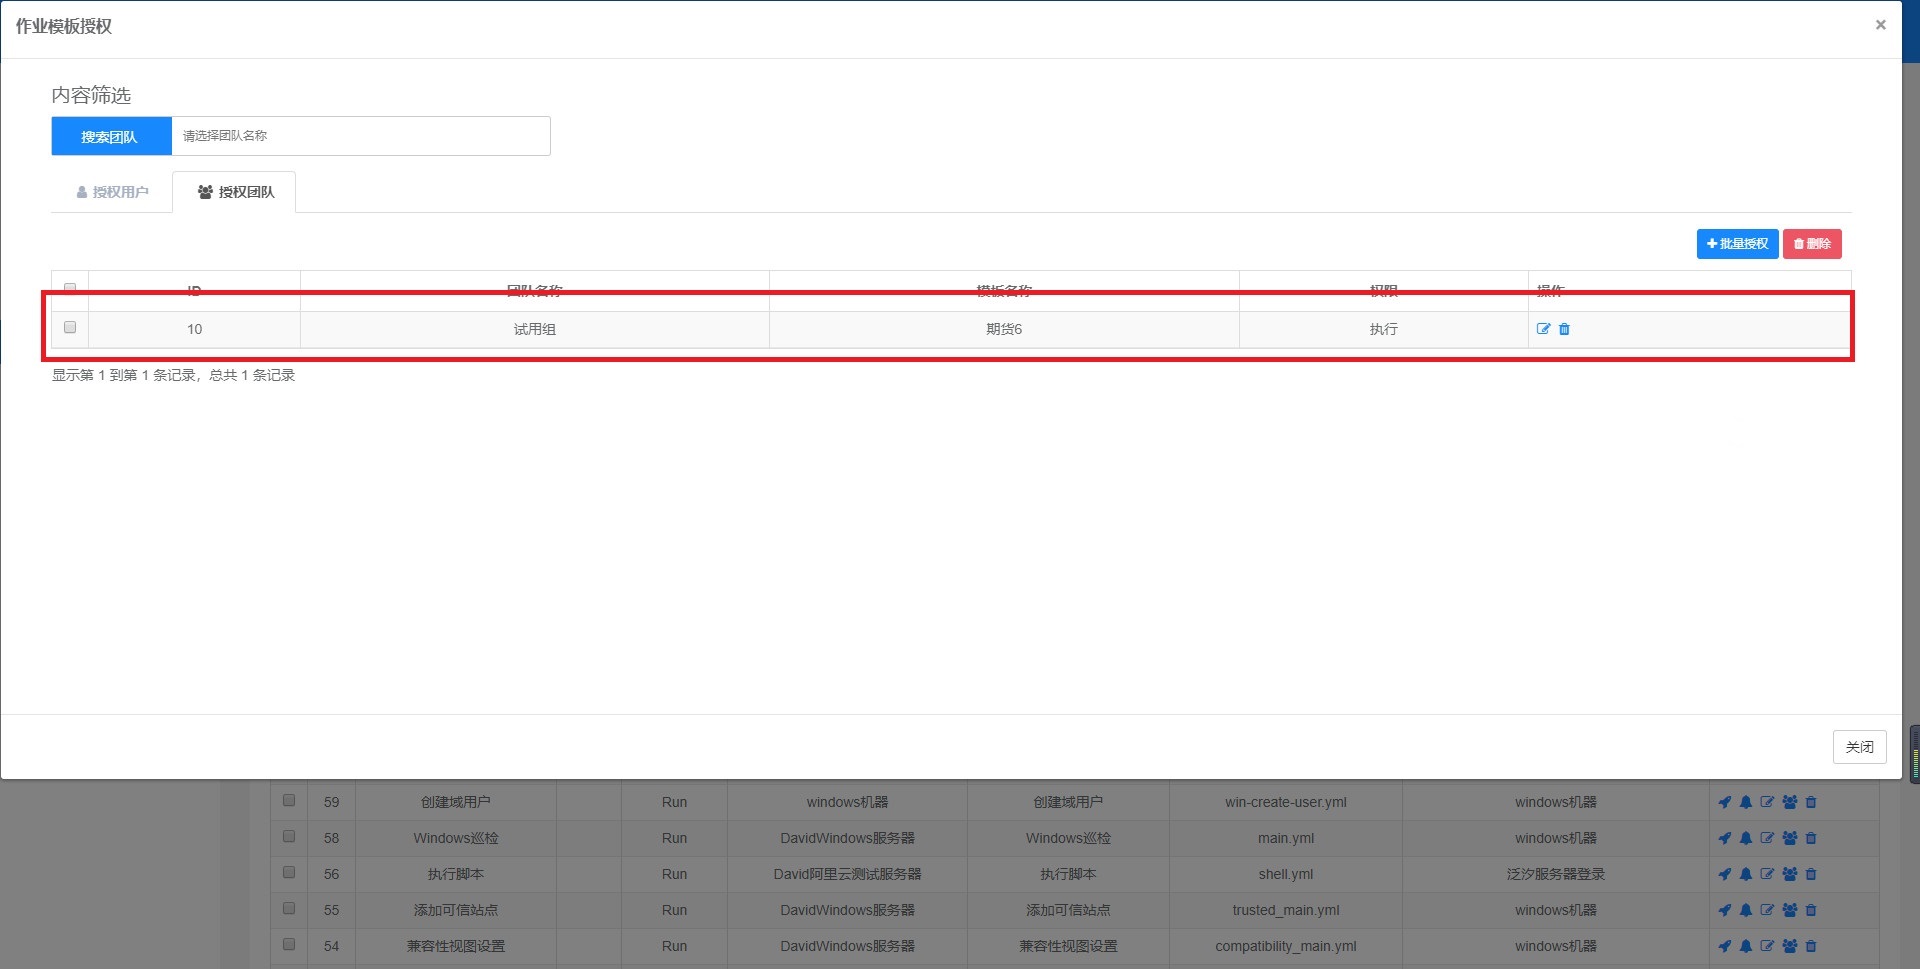 作业模板授权 ×
内容筛选
搜索团队 请选择团队名称
授权用户 授权团队
批量授权 删除
ID 团队名称 模板名称 权限 操作
10 试用组 期货6 执行
显示第 1 到第 1 条记录，总共 1 条记录
关闭
59 创建域用户 Run windows机器 创建域用户 win-create-user.yml windows机器
58 Windows巡检 Run DavidWindows服务器 Windows巡检 main.yml windows机器
56 执行脚本 Run David阿里云测试服务器 执行脚本 shell.yml 泛汐服务器登录
55 添加可信站点 Run DavidWindows服务器 添加可信站点 trusted_main.yml windows机器
54 兼容性视图设置 Run DavidWindows服务器 兼容性视图设置 compatibility_main.yml windows机器